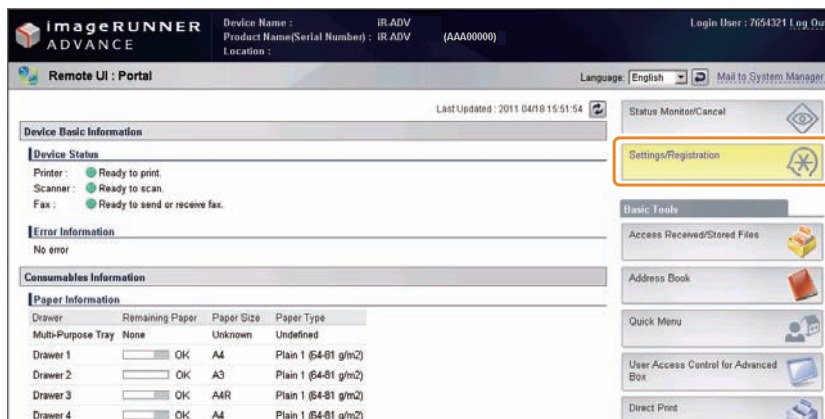 imageRUNNER
ADVANCE
Device Name : iR-ADV
Product Name(Serial Number) : iR-ADV (AAA00000)
Location :
Login User : 7654321 Log Ou
Remote UI : Portal
Language: English Mail to System Manager
Last Updated : 2011 04/18 15:51:54
Device Basic Information
Device Status
Printer : Ready to print.
Scanner : Ready to scan.
Fax : Ready to send or receive fax.
Error Information
No error
Consumables Information
Paper Information
Drawer Remaining Paper Paper Size Paper Type
Multi-Purpose Tray None Unknown Undefined
Drawer 1 OK A4 Plain 1 (64-81 g/m2)
Drawer 2 OK A3 Plain 1 (64-81 g/m2)
Drawer 3 OK A4R Plain 1 (64-81 g/m2)
Drawer 4 OK A4 Plain 1 (64-81 g/m2)
Status Monitor/Cancel
Settings/Registration
Basic Tools
Access Received/Stored Files
Address Book
Quick Menu
User Access Control for Advanced
Box
Direct Print